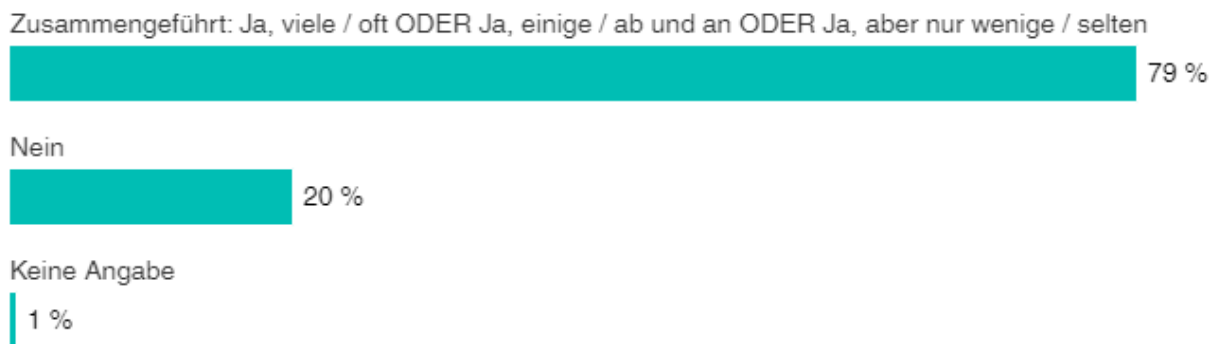 Zusammengeführt: Ja, viele / oft ODER Ja, einige / ab und an ODER Ja, aber nur wenige / selten
79 %
Nein
20 %
Keine Angabe
1 %